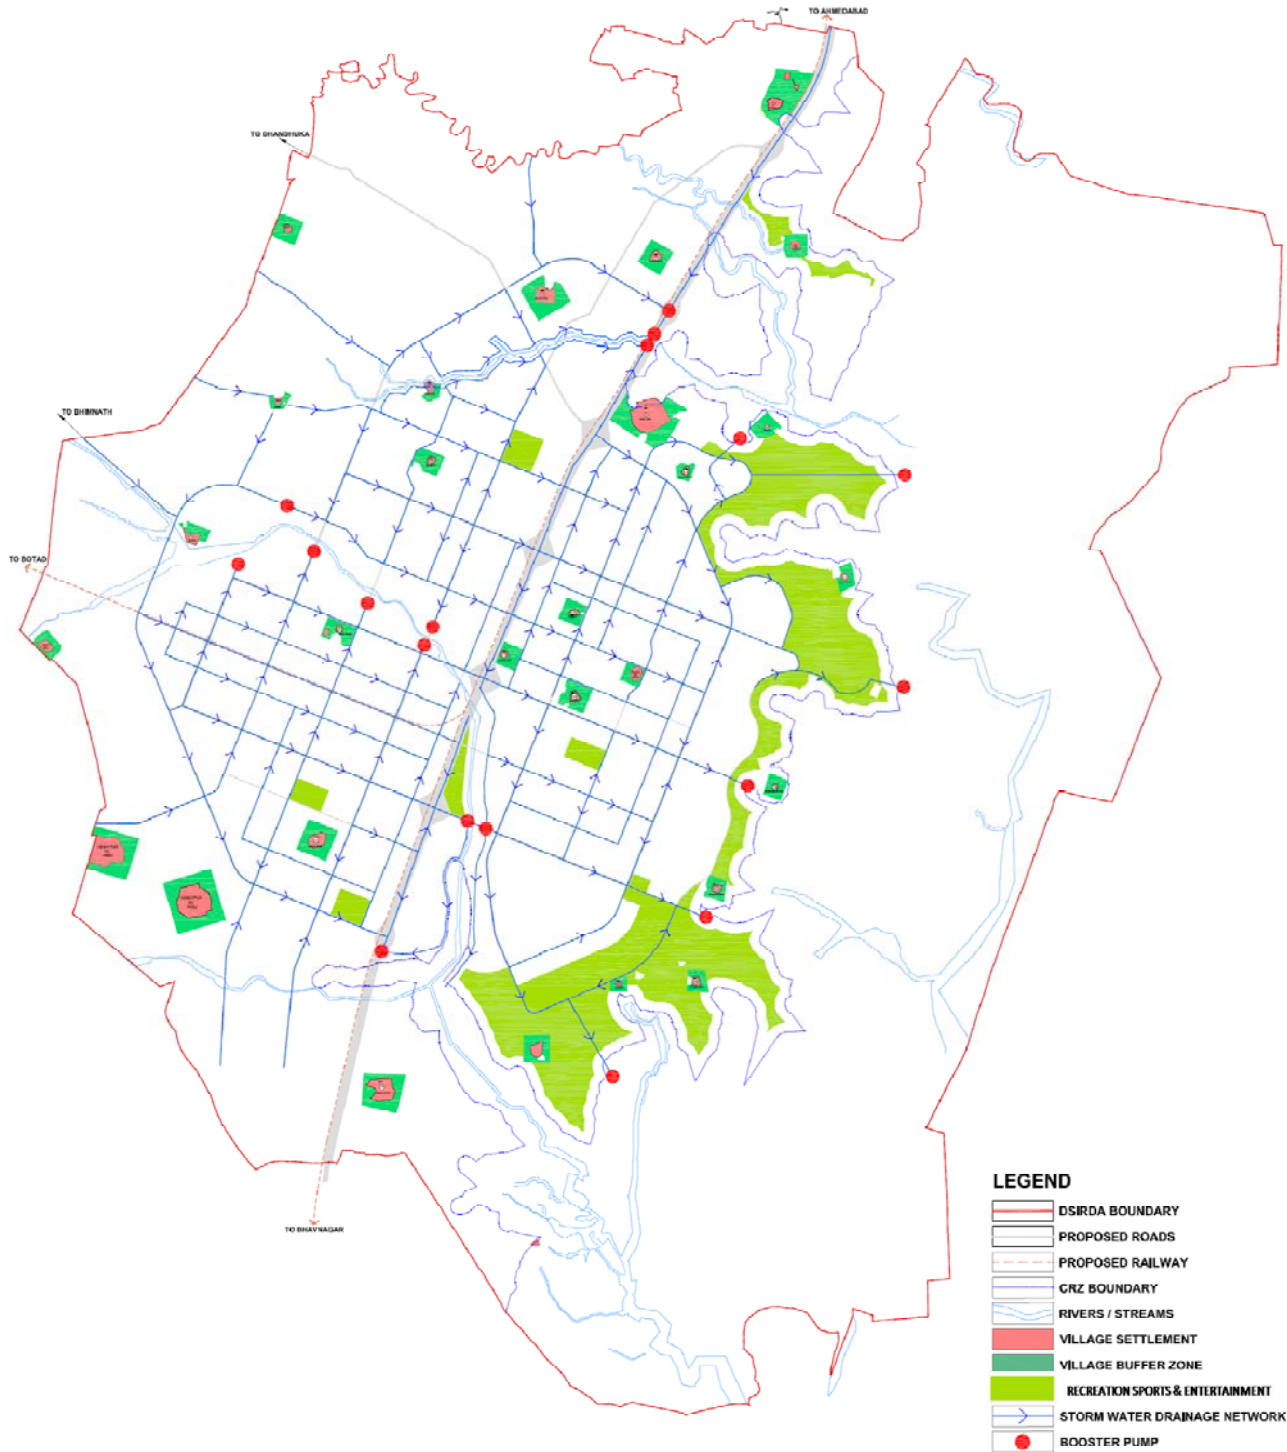 TO AHMEDABAD
TO DHANDHUKA
TO BHIMNATH
TO BOTAD
TO BHAVNAGAR
LEGEND
DSIRDA BOUNDARY
PROPOSED ROADS
PROPOSED RAILWAY
CRZ BOUNDARY
RIVERS / STREAMS
VILLAGE SETTLEMENT
VILLAGE BUFFER ZONE
RECREATION SPORTS & ENTERTAINMENT
STORM WATER DRAINAGE NETWORK
BOOSTER PUMP